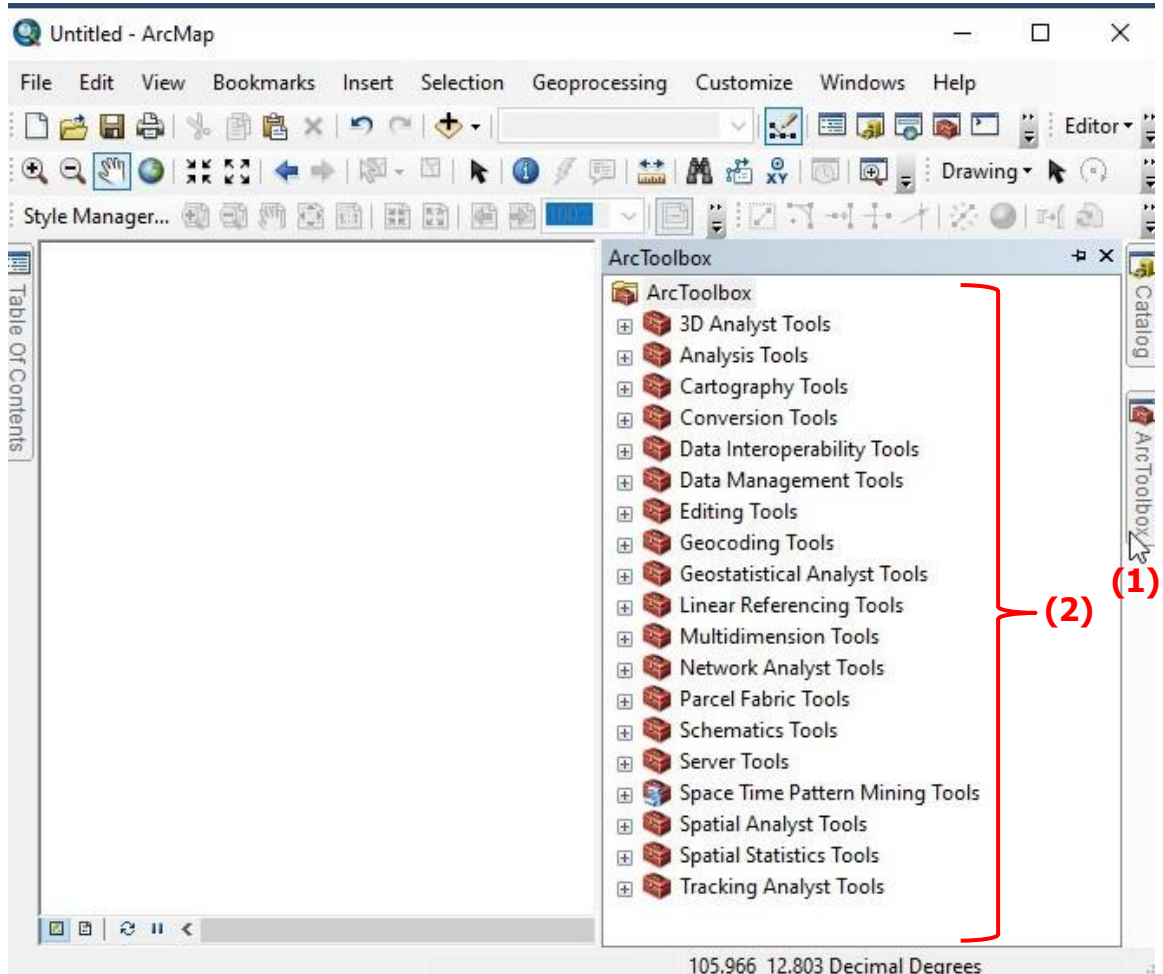 Untitled - ArcMap
File Edit View Bookmarks Insert Selection Geoprocessing Customize Windows Help
Editor
Drawing
Style Manager... 100%
Table Of Contents
ArcToolbox
ArcToolbox
3D Analyst Tools
Analysis Tools
Cartography Tools
Conversion Tools
Data Interoperability Tools
Data Management Tools
Editing Tools
Geocoding Tools
Geostatistical Analyst Tools
Linear Referencing Tools
Multidimension Tools
Network Analyst Tools
Parcel Fabric Tools
Schematics Tools
Server Tools
Space Time Pattern Mining Tools
Spatial Analyst Tools
Spatial Statistics Tools
Tracking Analyst Tools
(2)
Catalog
ArcToolbox
(1)
105.966 12.803 Decimal Degrees